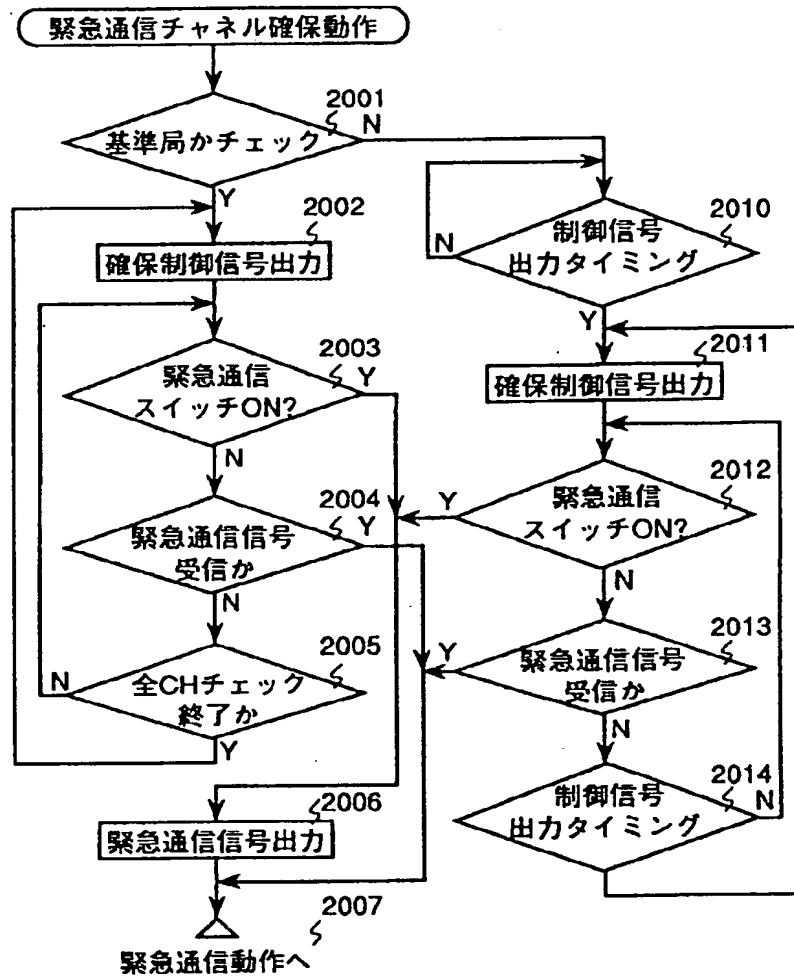 緊急通信チャネル確保動作
2001
基準局かチェック
N
Y
2002
確保制御信号出力
2003
緊急通信
スイッチON?
Y
N
2004
緊急通信信号
受信か
Y
N
2005
全CHチェック
終了か
N
Y
2006
緊急通信信号出力
2007
緊急通信動作へ
2010
制御信号
出力タイミング
N
Y
2011
確保制御信号出力
2012
緊急通信
スイッチON?
Y
N
2013
緊急通信信号
受信か
Y
N
2014
制御信号
出力タイミング
N